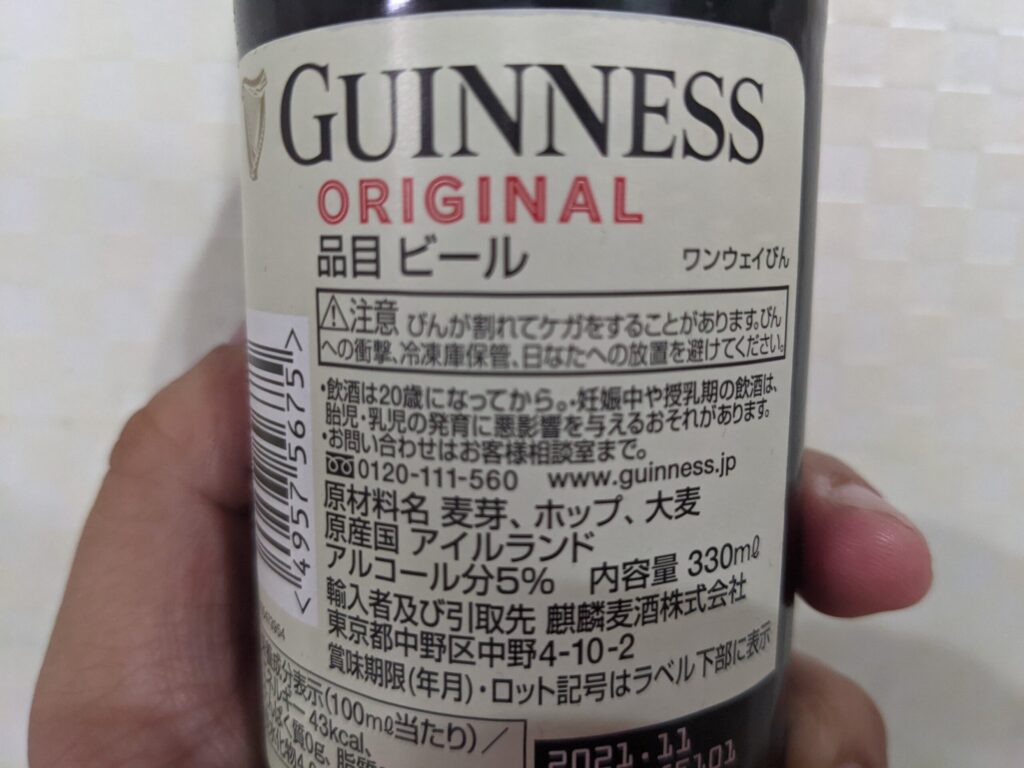 GUINNESS
ORIGINAL
品目 ビール ワンウェイびん
⚠注意 びんが割れてケガをすることがあります。びん
への衝撃、冷凍庫保管、日なたへの放置を避けてください。
・飲酒は20歳になってから。・妊娠中や授乳期の飲酒は、
胎児・乳児の発育に悪影響を与えるおそれがあります。
・お問い合わせはお客様相談室まで。
0120-111-560 www.guinness.jp
原材料名 麦芽、ホップ、大麦
原産国 アイルランド
アルコール分5% 内容量 330mℓ
輸入者及び引取先 麒麟麦酒株式会社
東京都中野区中野4-10-2
賞味期限(年月)・ロット記号はラベル下部に表示
<4957 5675>
成分表示(100mℓ当たり)/
ギー 43kcal、
質0g、脂質
2021.11